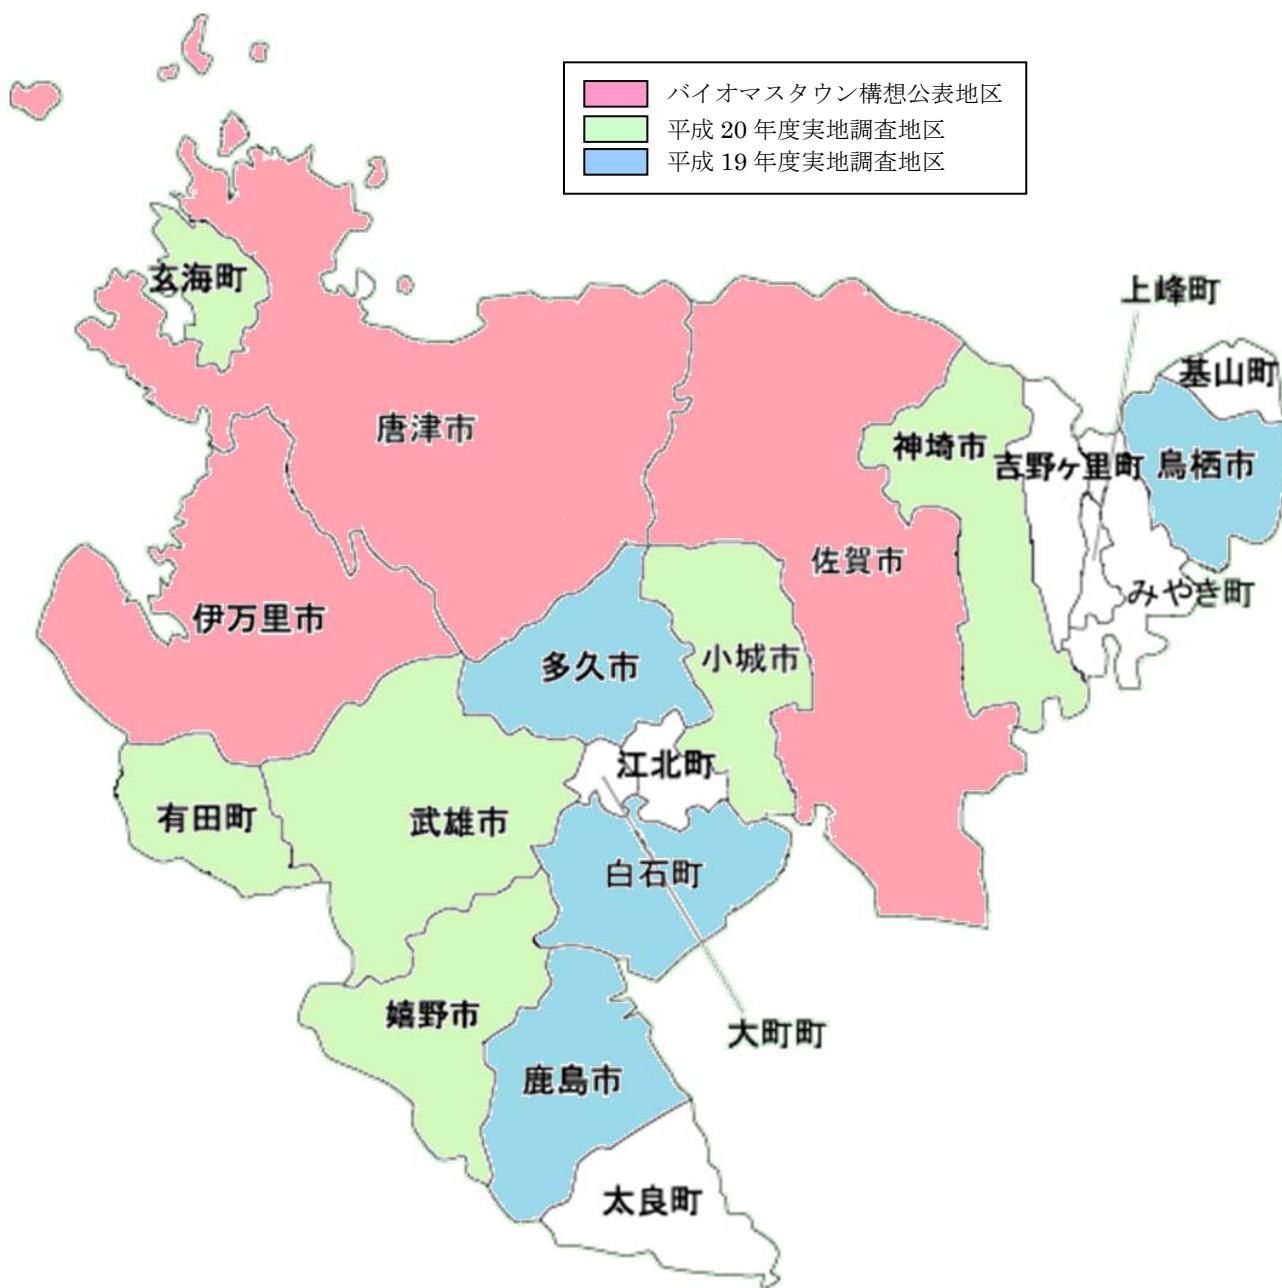 バイオマスタウン構想公表地区
平成 20 年度実地調査地区
平成 19 年度実地調査地区
玄海町
上峰町
基山町
唐津市
神埼市
吉野ヶ里町
鳥栖市
佐賀市
みやき町
伊万里市
多久市
小城市
江北町
有田町
武雄市
白石町
嬉野市
大町町
鹿島市
太良町